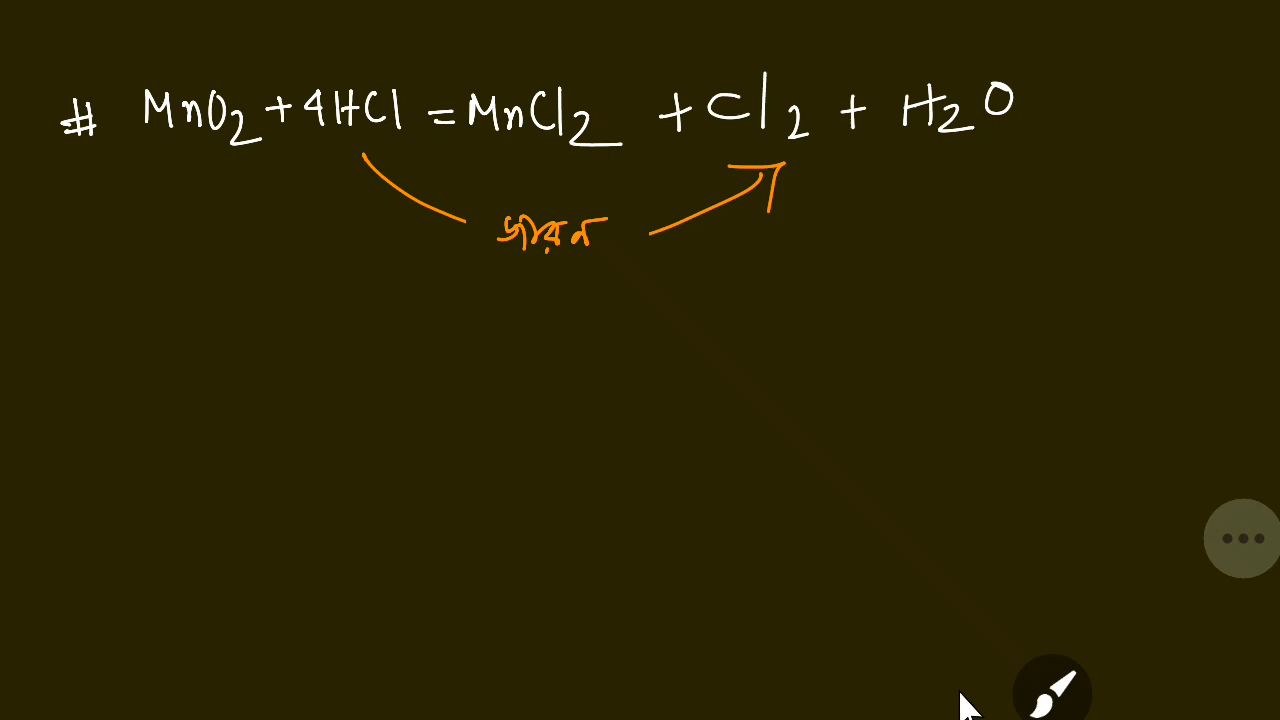 # MnO₂ + 4HCl = MnCl₂ + Cl₂ + H₂O
জারন